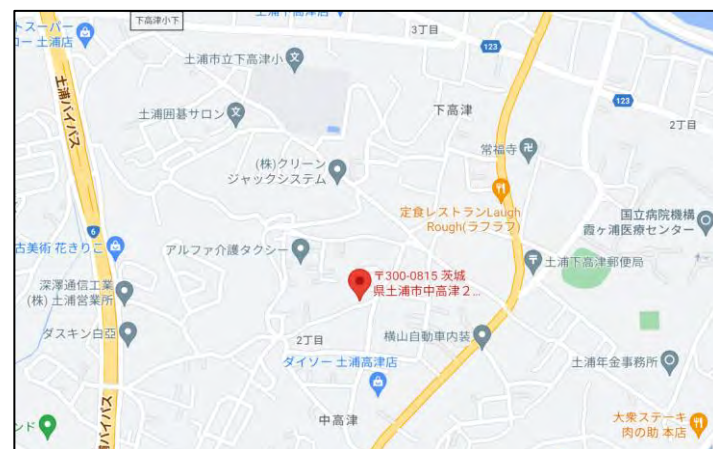 下高津小下
土浦下高津店
3丁目
トスーパー
ロー 土浦店
土浦市立下高津小
123
土浦バイパス
123
下高津
2丁目
土浦囲碁サロン
常福寺
(株)クリーン
ジャックシステム
定食レストランLaugh
Rough(ラフラフ)
国立病院機構
霞ヶ浦医療センター
6
古美術 花きりこ
アルファ介護タクシー
土浦下高津郵便局
〒300-0815 茨城
県土浦市中高津２...
深澤通信工業
(株) 土浦営業所
ダスキン白亞
2丁目
横山自動車内装
ダイソー 土浦高津店
土浦年金事務所
中高津
大衆ステーキ
肉の助 本店
ンド